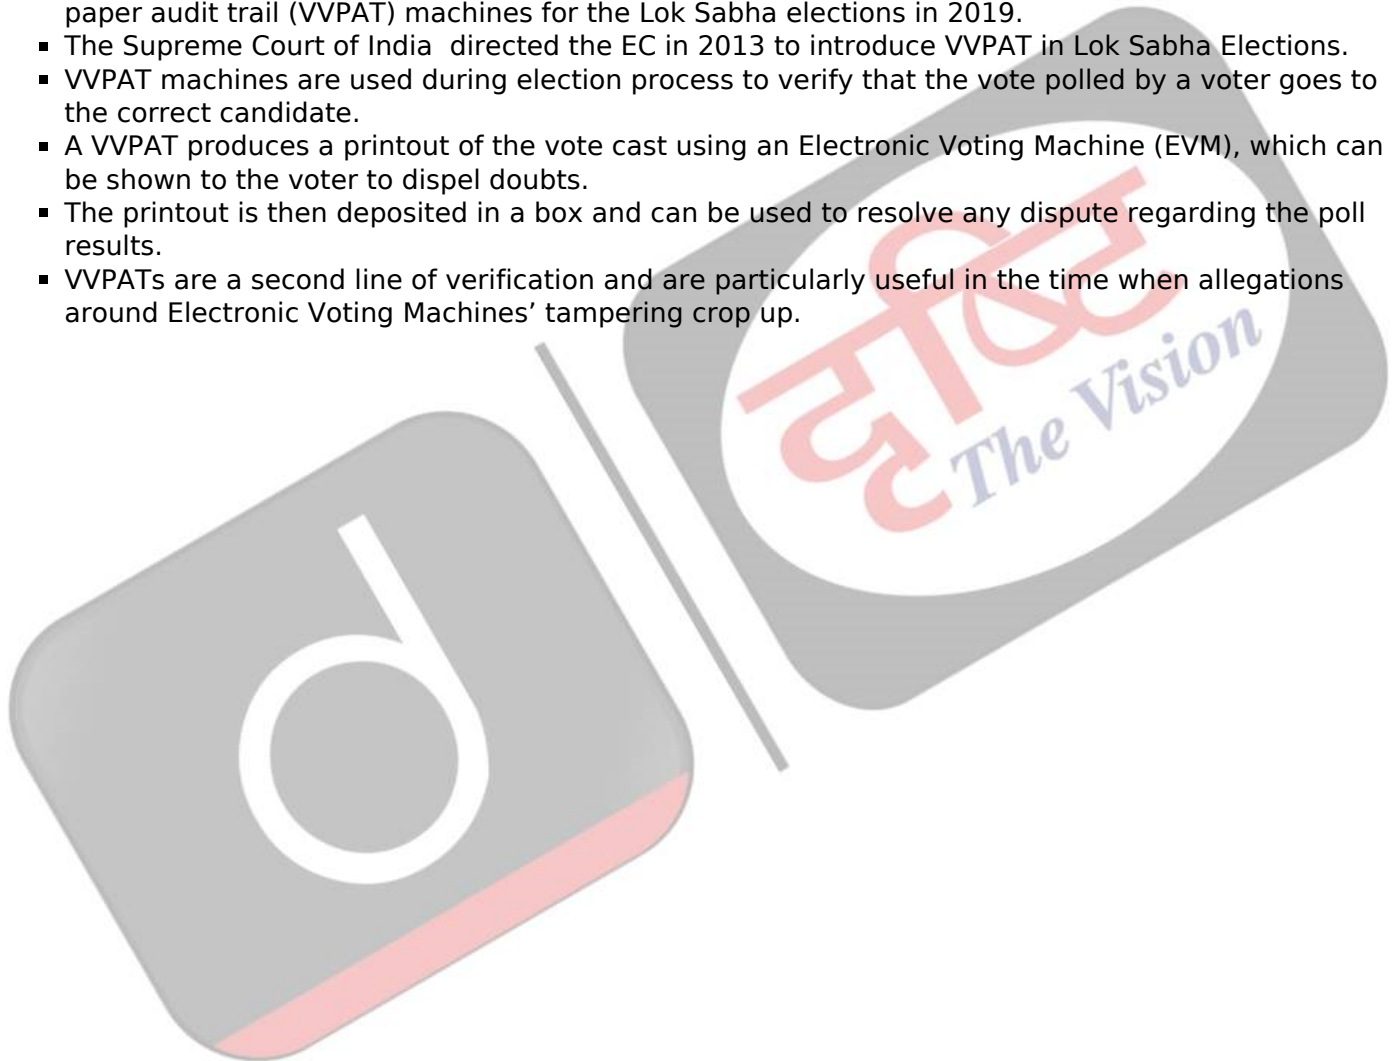 paper audit trail (VVPAT) machines for the Lok Sabha elections in 2019.
▪ The Supreme Court of India  directed the EC in 2013 to introduce VVPAT in Lok Sabha Elections.
▪ VVPAT machines are used during election process to verify that the vote polled by a voter goes to
the correct candidate.
▪ A VVPAT produces a printout of the vote cast using an Electronic Voting Machine (EVM), which can
be shown to the voter to dispel doubts.
▪ The printout is then deposited in a box and can be used to resolve any dispute regarding the poll
results.
▪ VVPATs are a second line of verification and are particularly useful in the time when allegations
around Electronic Voting Machines’ tampering crop up.
दृष्टि
The Vision
d